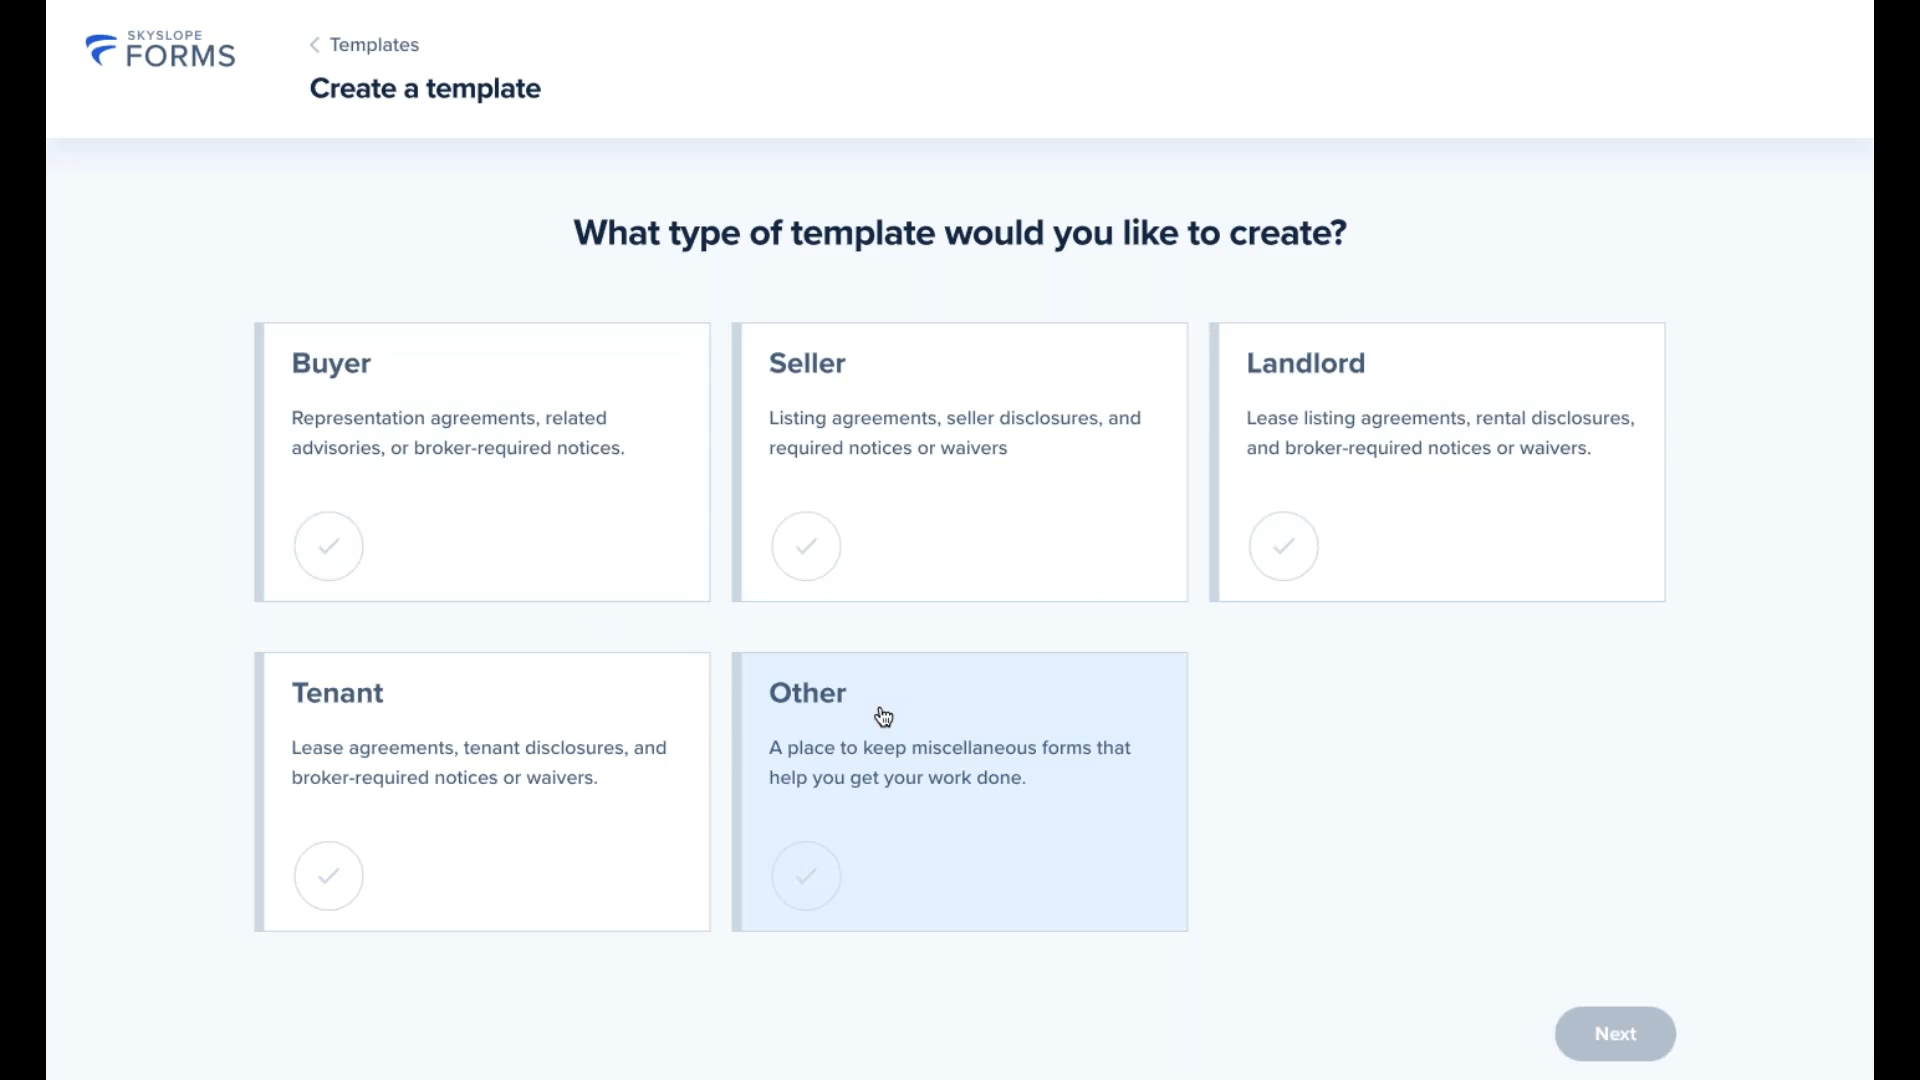 SKYSLOPE
FORMS
Templates
Create a template
What type of template would you like to create?
Buyer
Representation agreements, related
advisories, or broker-required notices.
Seller
Listing agreements, seller disclosures, and
required notices or waivers
Landlord
Lease listing agreements, rental disclosures,
and broker-required notices or waivers.
Tenant
Lease agreements, tenant disclosures, and
broker-required notices or waivers.
Other
A place to keep miscellaneous forms that
help you get your work done.
Next